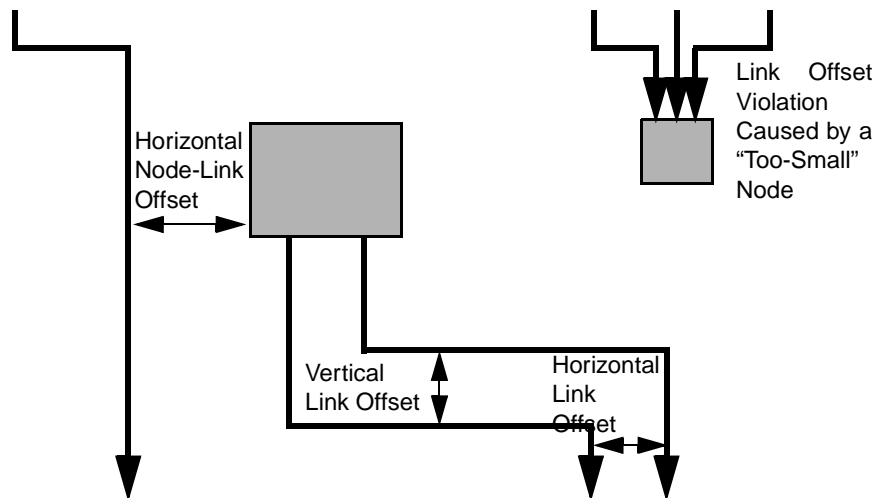 Link Offset
Violation
Caused by a
“Too-Small”
Node
Horizontal
Node-Link
Offset
Vertical
Link Offset
Horizontal
Link
Offset